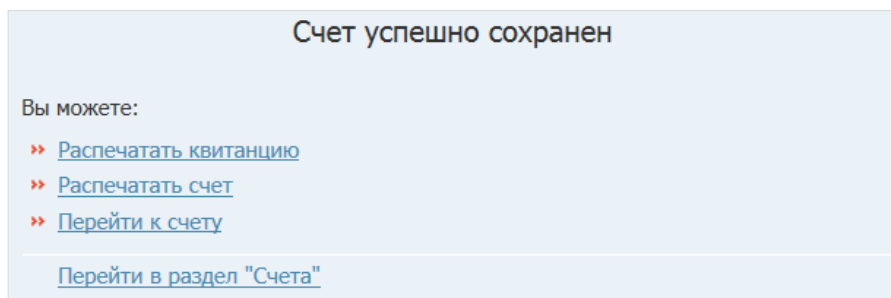 Счет успешно сохранен
Вы можете:
Распечатать квитанцию
Распечатать счет
Перейти к счету
Перейти в раздел "Счета"